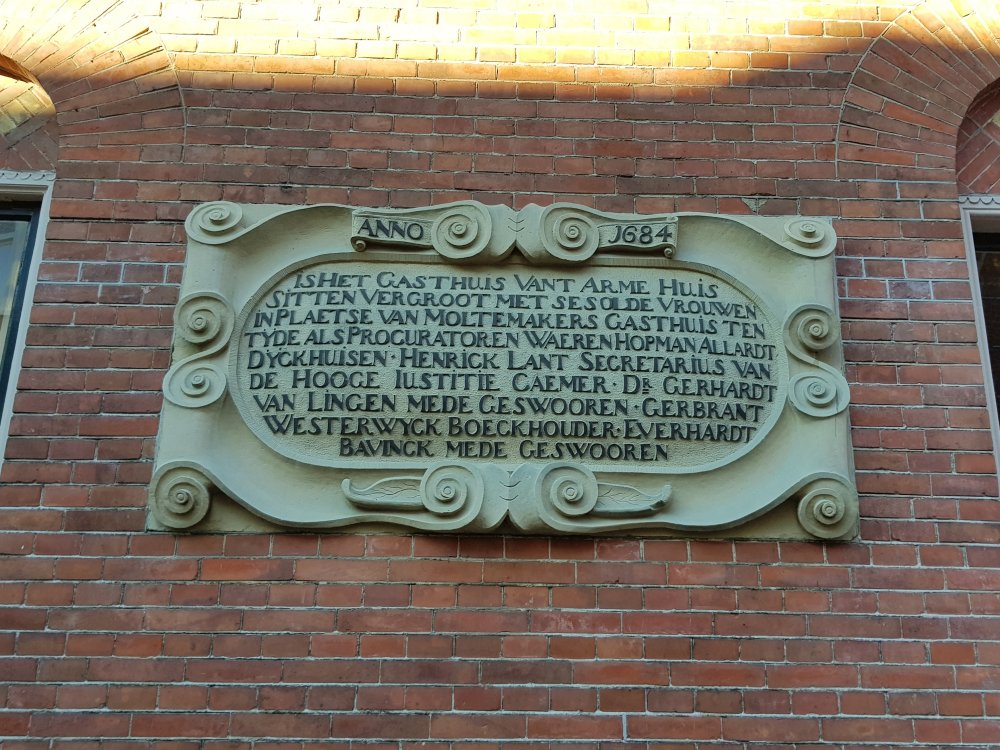 ANNO 1684
IS HET GASTHUIS VANT ARME HUIS
SITTEN VERGROOT MET SES OLDE VROUWEN
IN PLAETSE VAN MOLTEMAKERS GASTHUIS TEN
TYDE ALS PROCURATOREN WAEREN HOPMAN ALLARDT
DYCKHUISEN · HENRICK LANT SECRETARIUS VAN
DE HOOGE IUSTITIE CAEMER · DR GERHARDT
VAN LINGEN MEDE GESWOOREN · GERBRANT
WESTERWYCK BOECKHOUDER · EVERHARDT
BAVINCK MEDE GESWOOREN